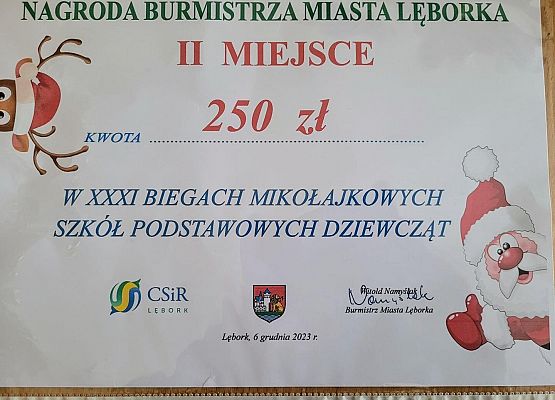 NAGRODA BURMISTRZA MIASTA LĘBORKA
II MIEJSCE
KWOTA ........ 250 zł ........
W XXXI BIEGACH MIKOŁAJKOWYCH
SZKÓŁ PODSTAWOWYCH DZIEWCZĄT
CSiR
LĘBORK
Witold Namyślak
Burmistrz Miasta Lęborka
Lębork, 6 grudnia 2023 r.